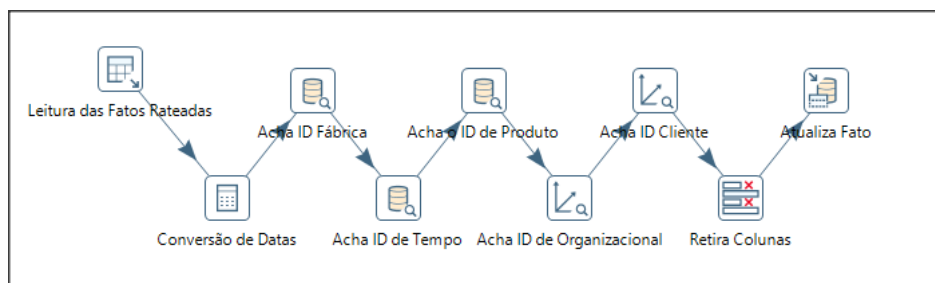 Leitura das Fatos Rateadas
Conversão de Datas
Acha ID Fábrica
Acha ID de Tempo
Acha o ID de Produto
Acha ID de Organizacional
Acha ID Cliente
Retira Colunas
Atualiza Fato